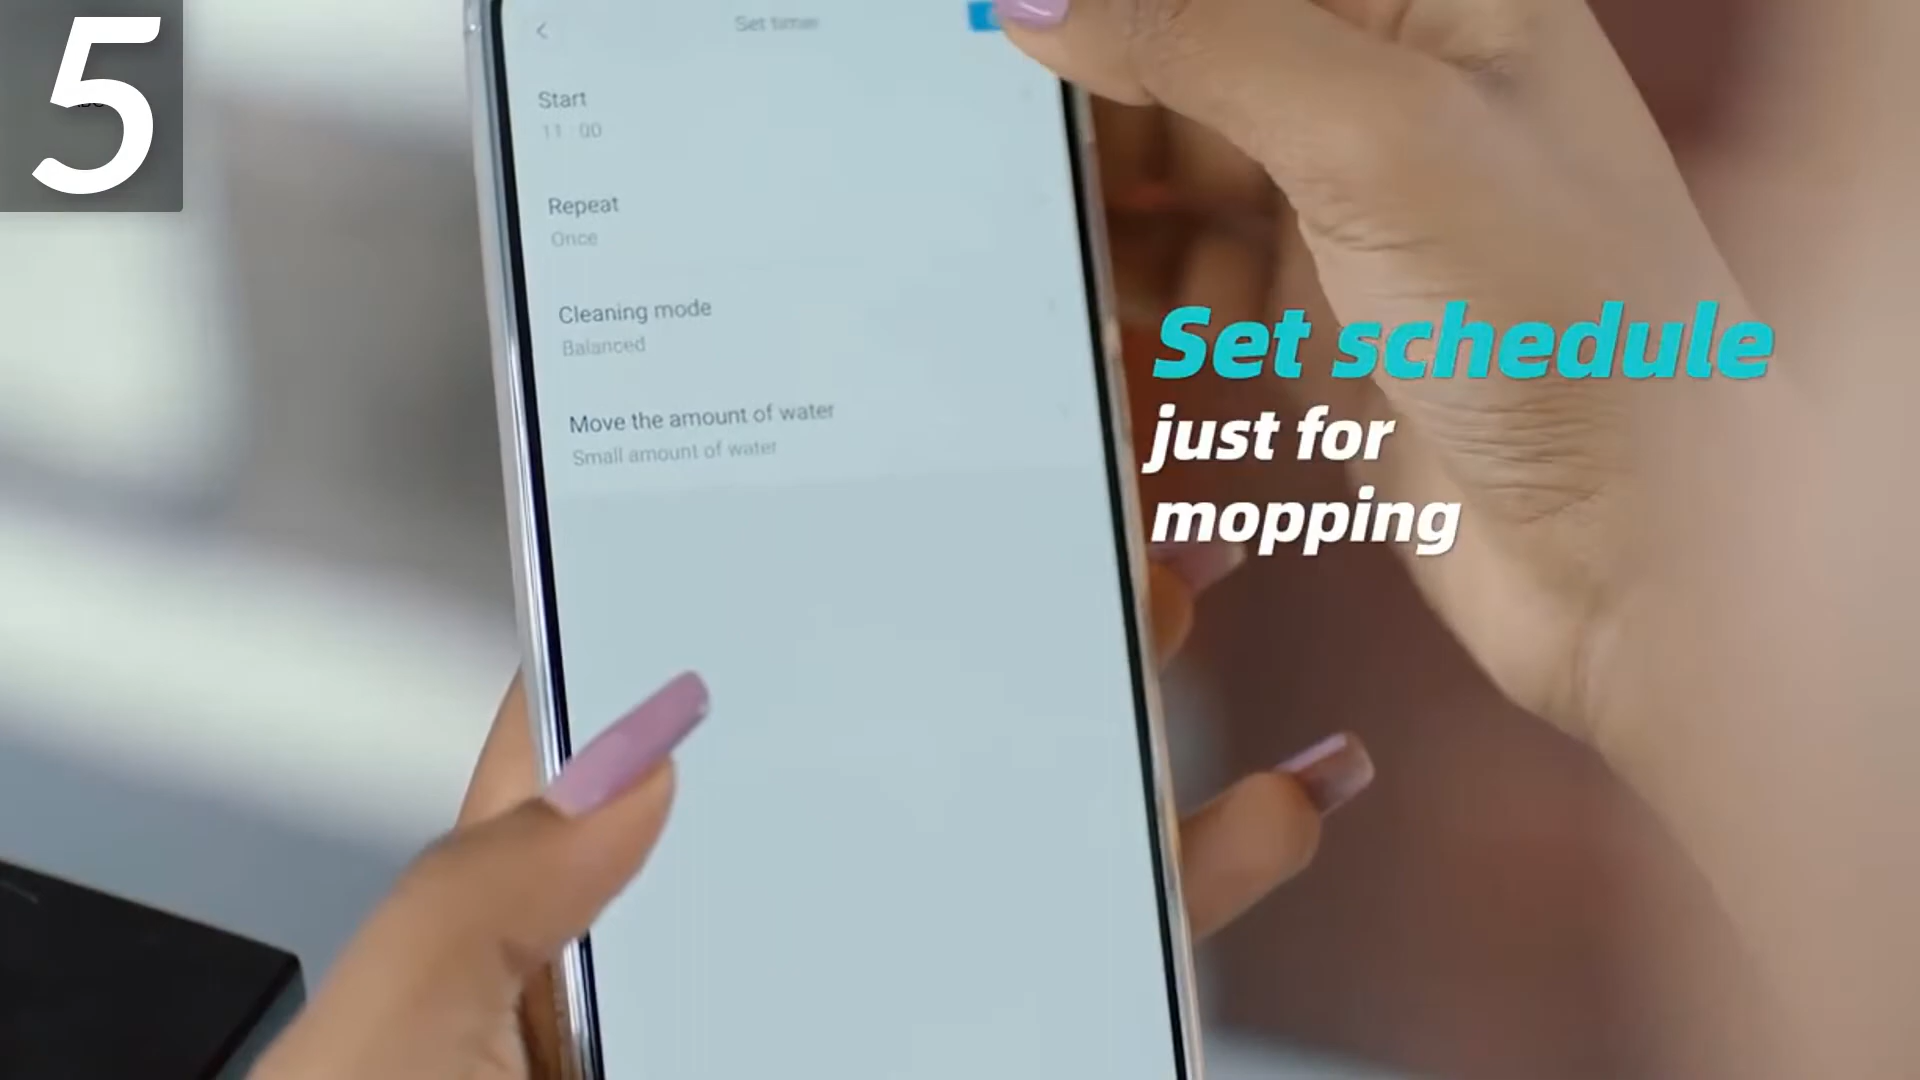 5
Set timer
Start
11 : 00
Repeat
Once
Cleaning mode
Balanced
Move the amount of water
Small amount of water
Set schedule
just for
mopping